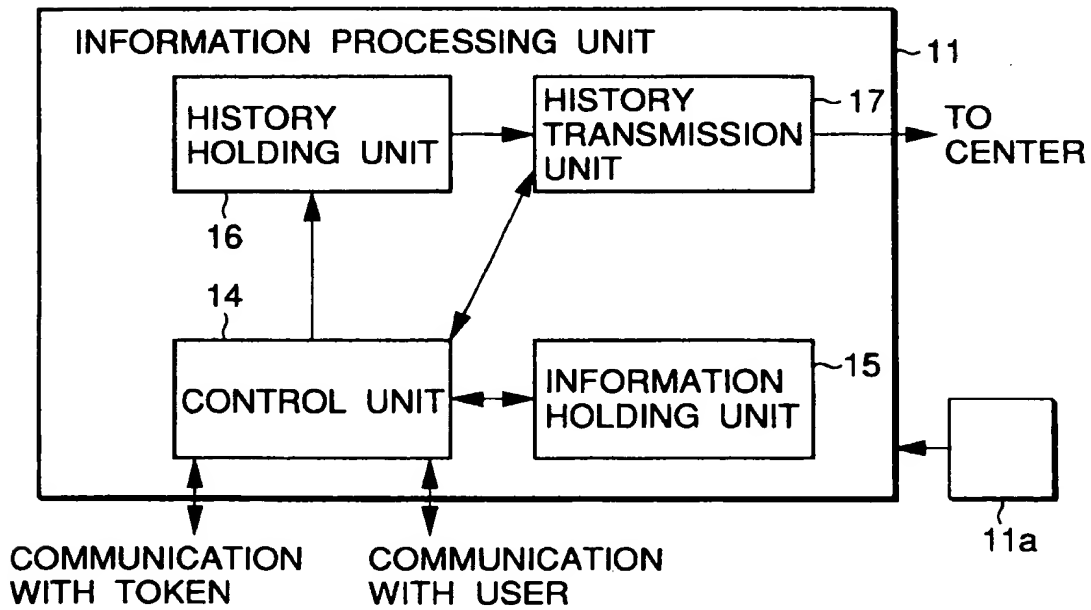 INFORMATION PROCESSING UNIT
11
HISTORY
HOLDING UNIT
16
HISTORY
TRANSMISSION
UNIT
17
TO
CENTER
14
CONTROL UNIT
INFORMATION
HOLDING UNIT
15
11a
COMMUNICATION
WITH TOKEN
COMMUNICATION
WITH USER